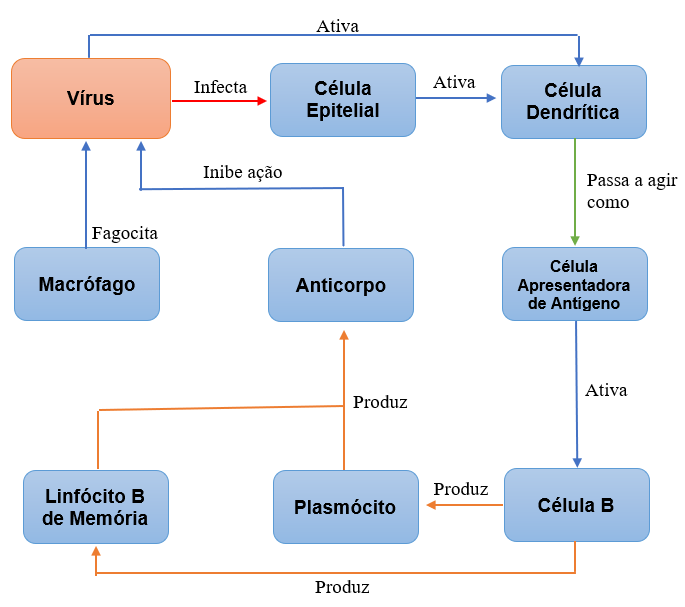 Ativa
Vírus
Infecta
Célula
Epitelial
Ativa
Célula
Dendrítica
Inibe ação
Passa a agir
como
Fagocita
Macrófago
Anticorpo
Célula
Apresentadora
de Antígeno
Produz
Ativa
Linfócito B
de Memória
Plasmócito
Produz
Célula B
Produz